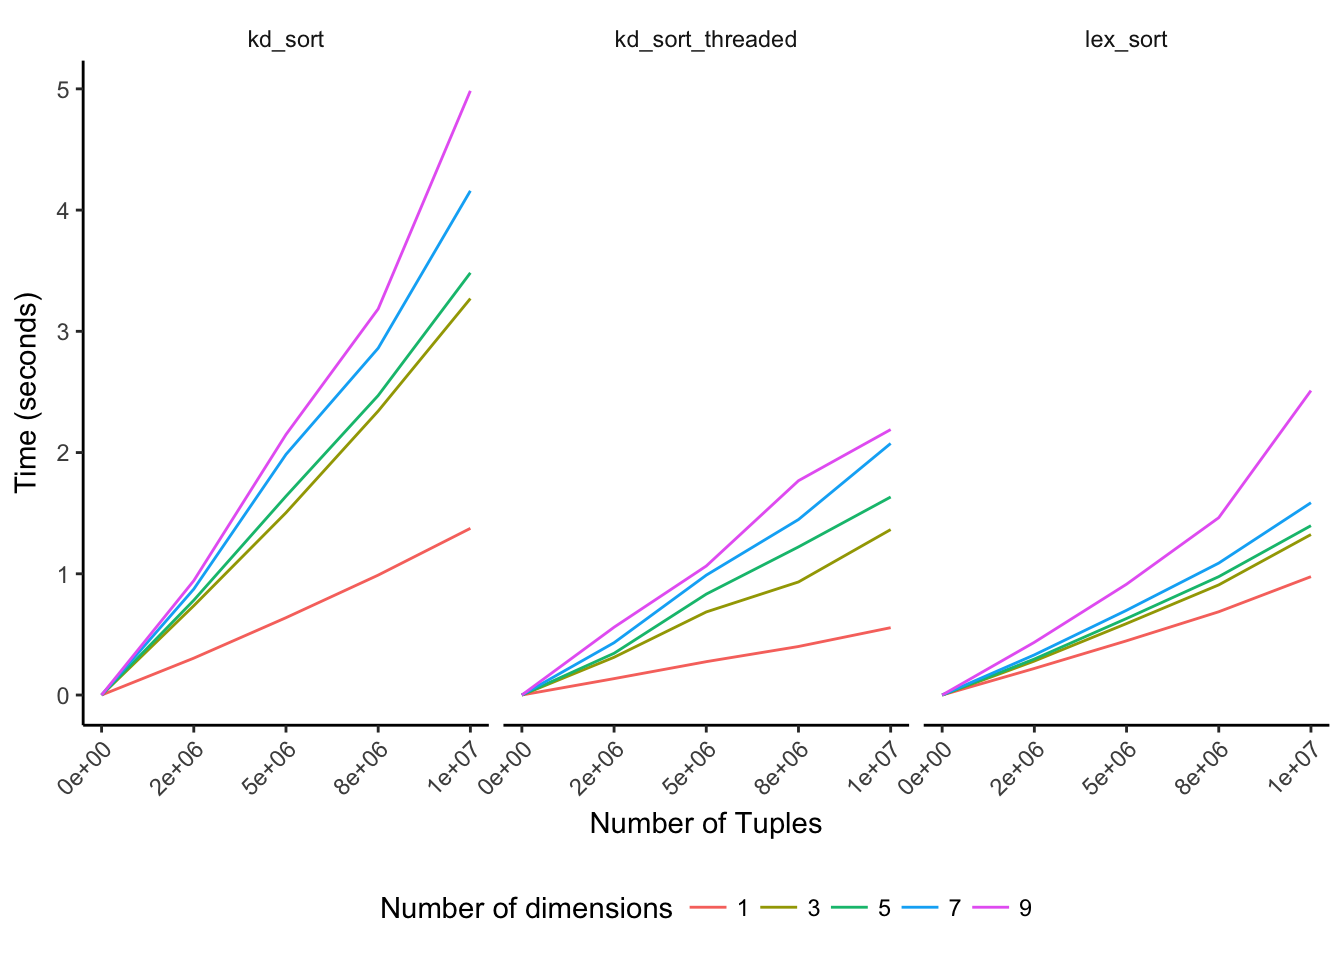 kd_sort kd_sort_threaded lex_sort
5
4
3
2
1
0
Time (seconds)
0e+00 2e+06 5e+06 8e+06 1e+07 0e+00 2e+06 5e+06 8e+06 1e+07 0e+00 2e+06 5e+06 8e+06 1e+07
Number of Tuples
Number of dimensions 1 3 5 7 9